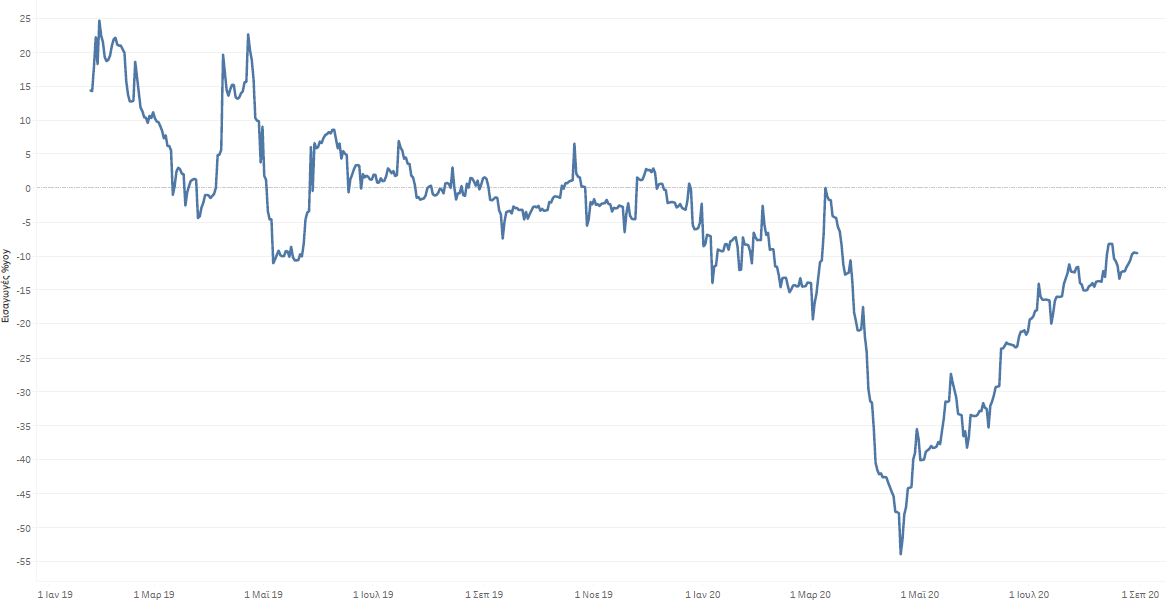 25
20
15
10
5
0
-5
-10
-15
-20
-25
-30
-35
-40
-45
-50
-55
Εισαγωγές %yoy
1 Ιαν 19
1 Μαρ 19
1 Μαϊ 19
1 Ιουλ 19
1 Σεπ 19
1 Νοε 19
1 Ιαν 20
1 Μαρ 20
1 Μαϊ 20
1 Ιουλ 20
1 Σεπ 20